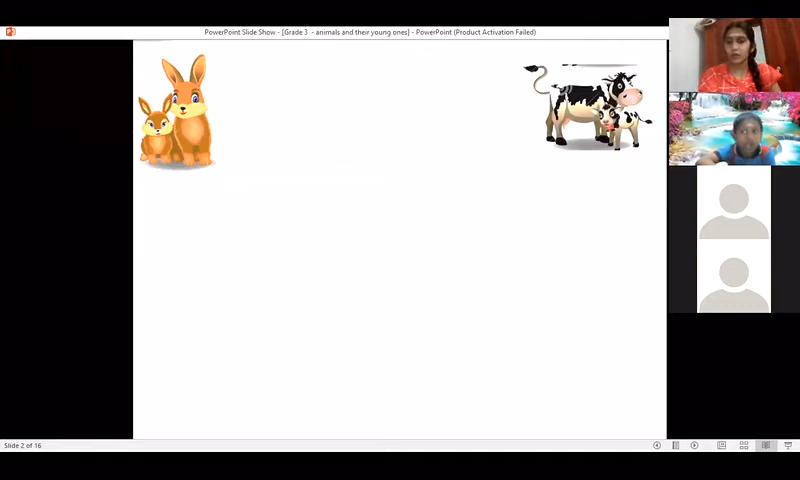 PowerPoint Slide Show - [Grade 3 - animals and their young ones] - PowerPoint (Product Activation Failed)
Slide 2 of 16